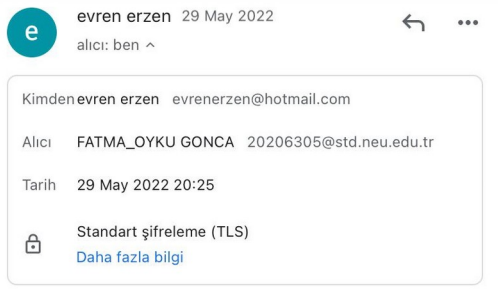 e
evren erzen 29 May 2022
alıcı: ben
Kimden evren erzen evrenerzen@hotmail.com
Alıcı FATMA_OYKU GONCA 20206305@std.neu.edu.tr
Tarih 29 May 2022 20:25
Standart şifreleme (TLS)
Daha fazla bilgi